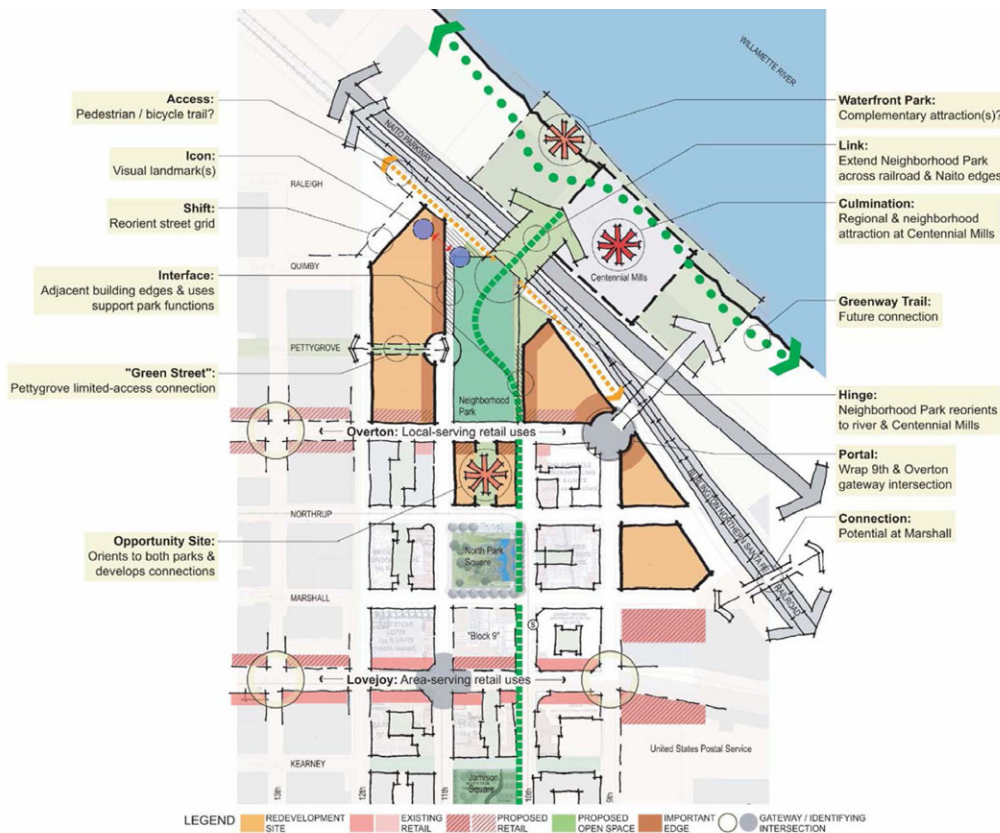 WILLAMETTE RIVER
Access:
Pedestrian / bicycle trail?
Icon:
Visual landmark(s)
Shift:
Reorient street grid
Interface:
Adjacent building edges & uses
support park functions
"Green Street":
Pettygrove limited-access connection
Opportunity Site:
Orients to both parks &
develops connections
Waterfront Park:
Complementary attraction(s)?
Link:
Extend Neighborhood Park
across railroad & Naito edges
Culmination:
Regional & neighborhood
attraction at Centennial Mills
Greenway Trail:
Future connection
Hinge:
Neighborhood Park reorients
to river & Centennial Mills
Portal:
Wrap 9th & Overton
gateway intersection
Connection:
Potential at Marshall
NAITO PARKWAY
RALEIGH
QUIMBY
PETTYGROVE
Centennial Mills
Neighborhood
Park
Overton: Local-serving retail uses
NORTHRUP
North Park
Square
BURLINGTON NORTHERN SANTA FE RAILROAD
MARSHALL
"Block 9"
S
Lovejoy: Area-serving retail uses
United States Postal Service
KEARNEY
Jamison
Square
13th
12th
11th
10th
9th
LEGEND
REDEVELOPMENT
SITE
EXISTING
RETAIL
PROPOSED
RETAIL
PROPOSED
OPEN SPACE
IMPORTANT
EDGE
GATEWAY / IDENTIFYING
INTERSECTION